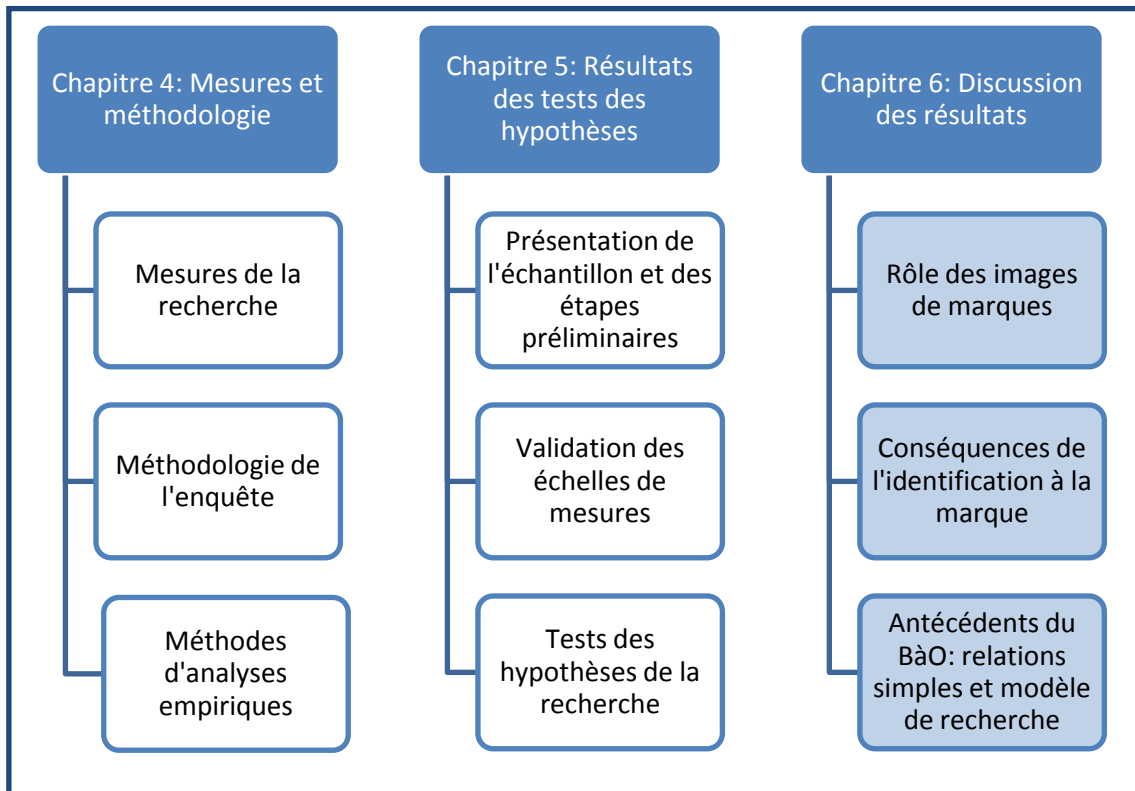 Chapitre 4: Mesures et
méthodologie
Mesures de la
recherche
Méthodologie de
l'enquête
Méthodes
d'analyses
empiriques
Chapitre 5: Résultats
des tests des
hypothèses
Présentation de
l'échantillon et des
étapes
préliminaires
Validation des
échelles de
mesures
Tests des
hypothèses de la
recherche
Chapitre 6: Discussion
des résultats
Rôle des images
de marques
Conséquences de
l'identification à la
marque
Antécédents du
BàO: relations
simples et modèle
de recherche